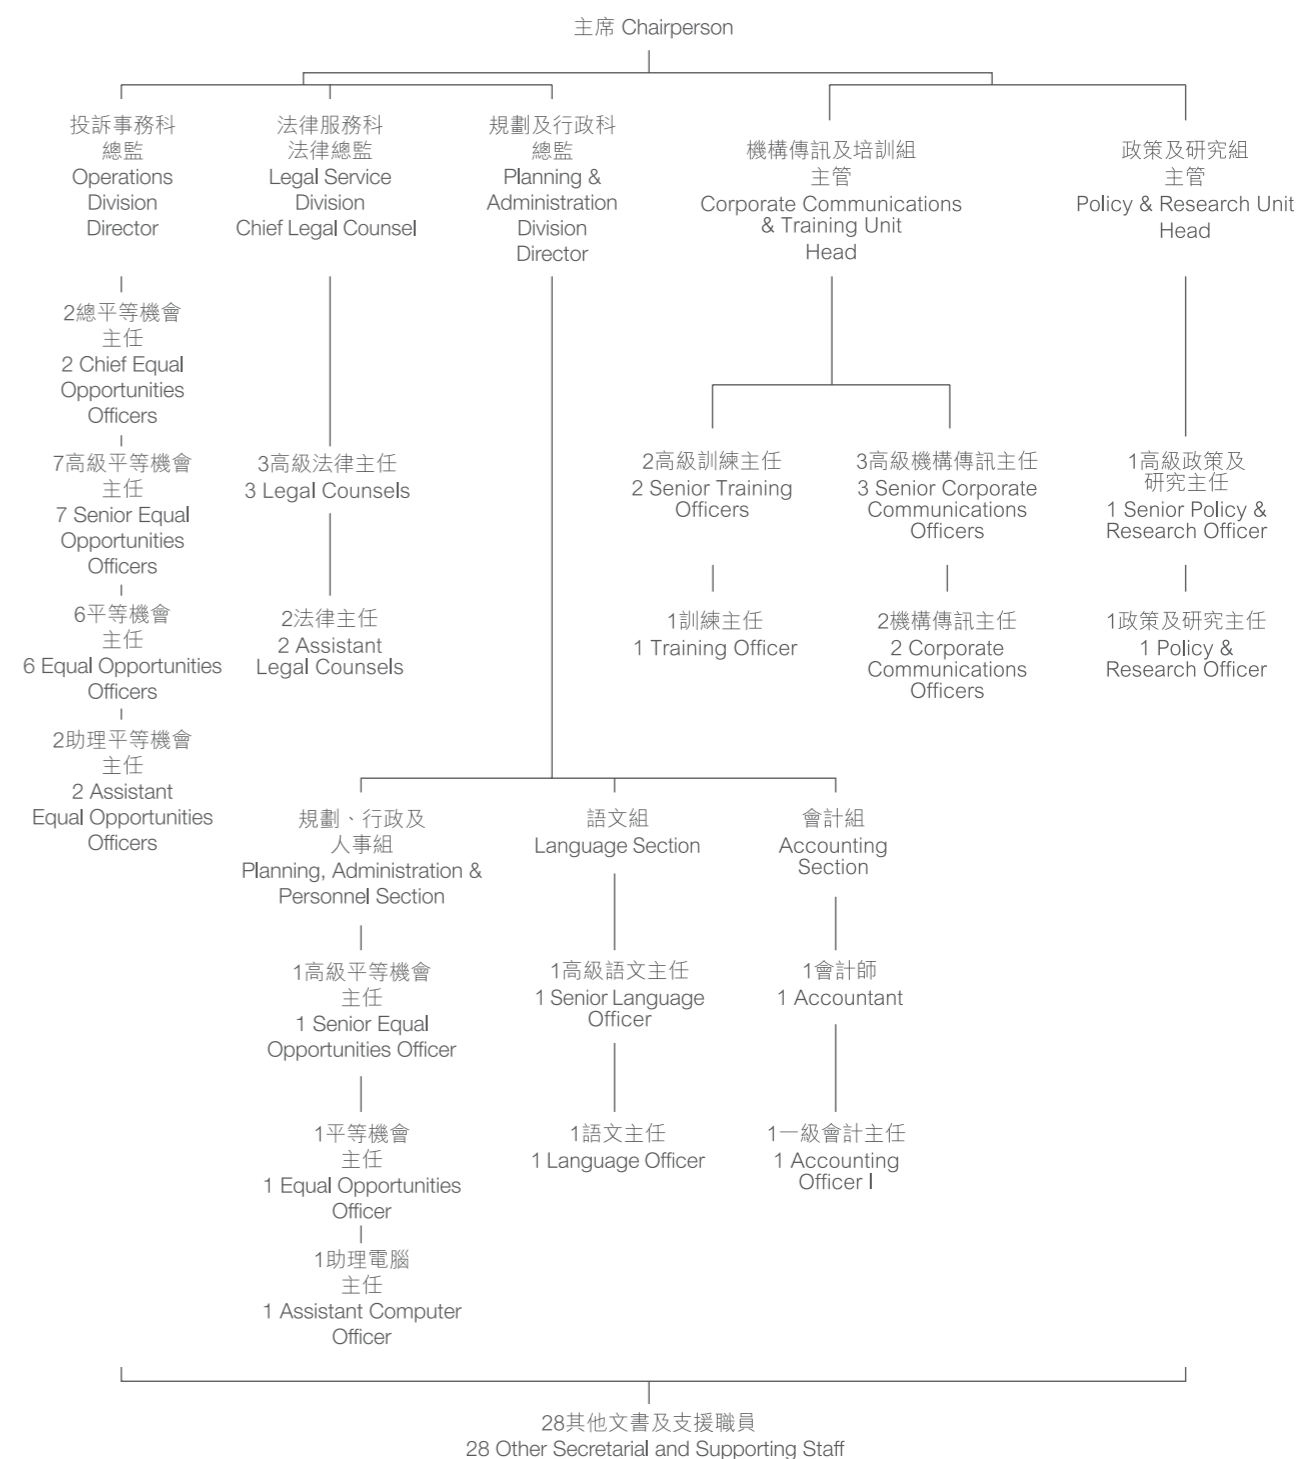 主席 Chairperson
投訴事務科
總監
Operations
Division
Director
法律服務科
法律總監
Legal Service
Division
Chief Legal Counsel
規劃及行政科
總監
Planning &
Administration
Division
Director
機構傳訊及培訓組
主管
Corporate Communications
& Training Unit
Head
政策及研究組
主管
Policy & Research Unit
Head
2總平等機會
主任
2 Chief Equal
Opportunities
Officers
7高級平等機會
主任
7 Senior Equal
Opportunities
Officers
6平等機會
主任
6 Equal Opportunities
Officers
2助理平等機會
主任
2 Assistant
Equal Opportunities
Officers
3高級法律主任
3 Legal Counsels
2法律主任
2 Assistant
Legal Counsels
2高級訓練主任
2 Senior Training
Officers
1訓練主任
1 Training Officer
3高級機構傳訊主任
3 Senior Corporate
Communications
Officers
2機構傳訊主任
2 Corporate
Communications
Officers
1高級政策及
研究主任
1 Senior Policy &
Research Officer
1政策及研究主任
1 Policy &
Research Officer
規劃、行政及
人事組
Planning, Administration &
Personnel Section
1高級平等機會
主任
1 Senior Equal
Opportunities Officer
1平等機會
主任
1 Equal Opportunities
Officer
1助理電腦
主任
1 Assistant Computer
Officer
語文組
Language Section
1高級語文主任
1 Senior Language
Officer
1語文主任
1 Language Officer
會計組
Accounting
Section
1會計師
1 Accountant
1一級會計主任
1 Accounting
Officer I
28其他文書及支援職員
28 Other Secretarial and Supporting Staff